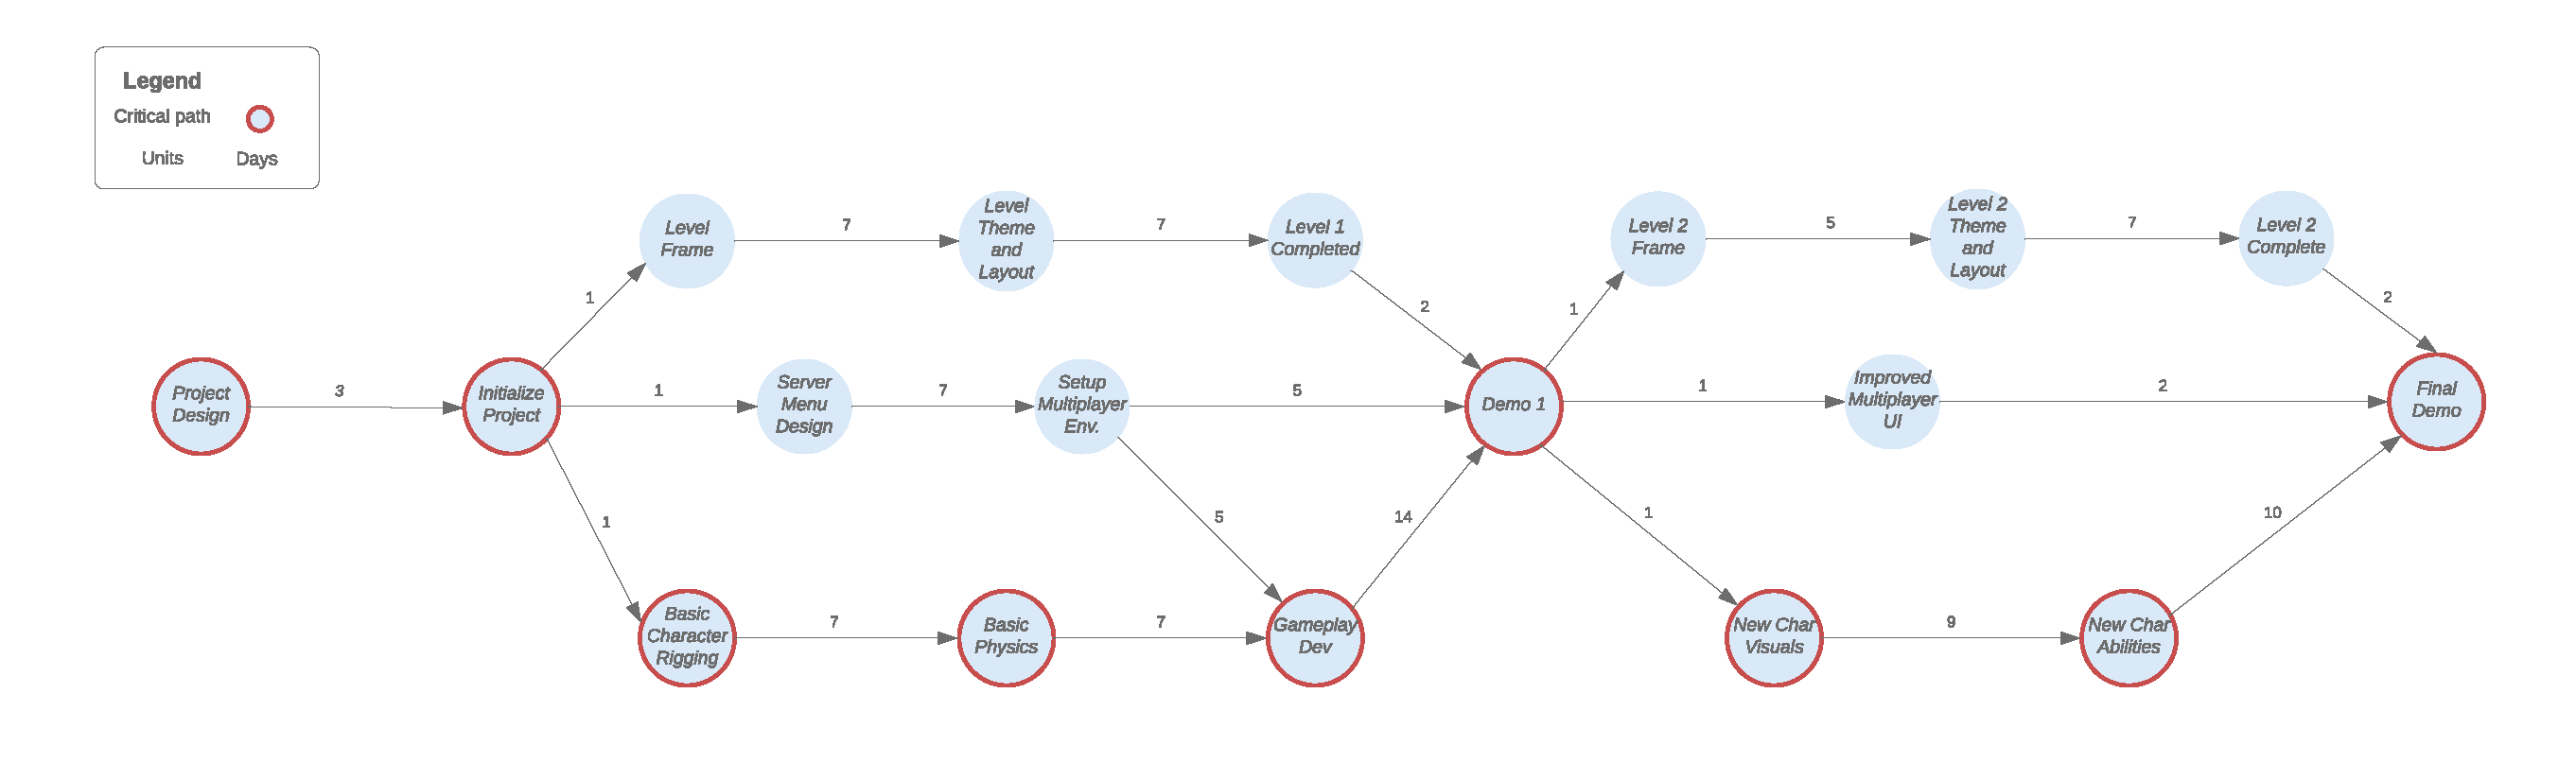 Legend
Critical path
Units Days
Level
Frame
7
Level
Theme
and
Layout
7
Level 1
Completed
2
Level 2
Frame
5
Level 2
Theme
and
Layout
7
Level 2
Complete
2
1
1
Project
Design
3
Initialize
Project
1
Server
Menu
Design
7
Setup
Multiplayer
Env.
5
Demo 1
1
Improved
Multiplayer
UI
2
Final
Demo
1
5
14
1
10
Basic
Character
Rigging
7
Basic
Physics
7
Gameplay
Dev
New Char
Visuals
9
New Char
Abilities